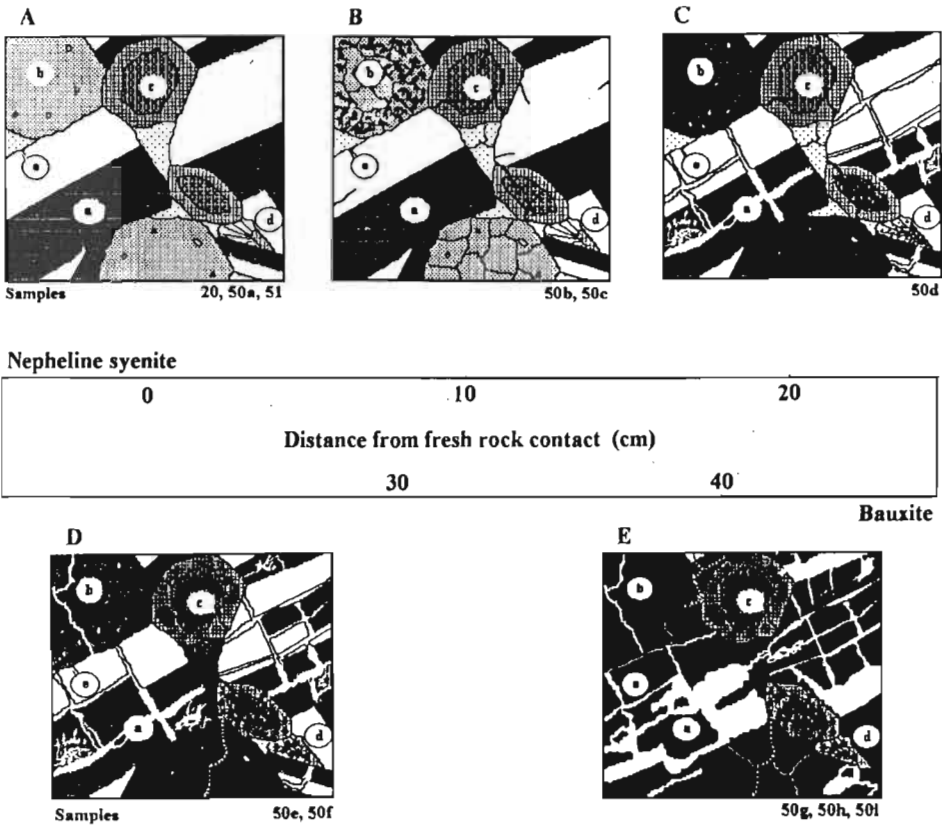 A B C
b c
e
a
d
b c
e
a
d
b c
e
a
d
Samples 20, 50a, 51 50b, 50c 50d
Nepheline syenite
0 10 20
Distance from fresh rock contact (cm)
30 40
Bauxite
D E
b c
e
a
d
b c
e
a
d
Samples 50e, 50f 50g, 50h, 50i